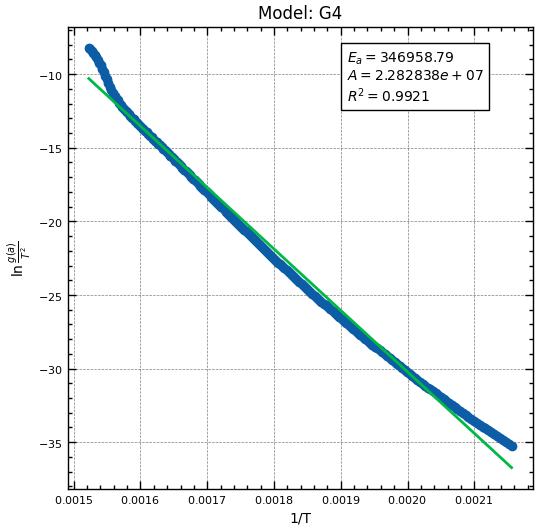 Model: G4
E_a = 346958.79
A = 2.282838e + 07
R^2 = 0.9921
−10
−15
−20
−25
−30
−35
ln g(a)/T^2
0.0015 0.0016 0.0017 0.0018 0.0019 0.0020 0.0021
1/T